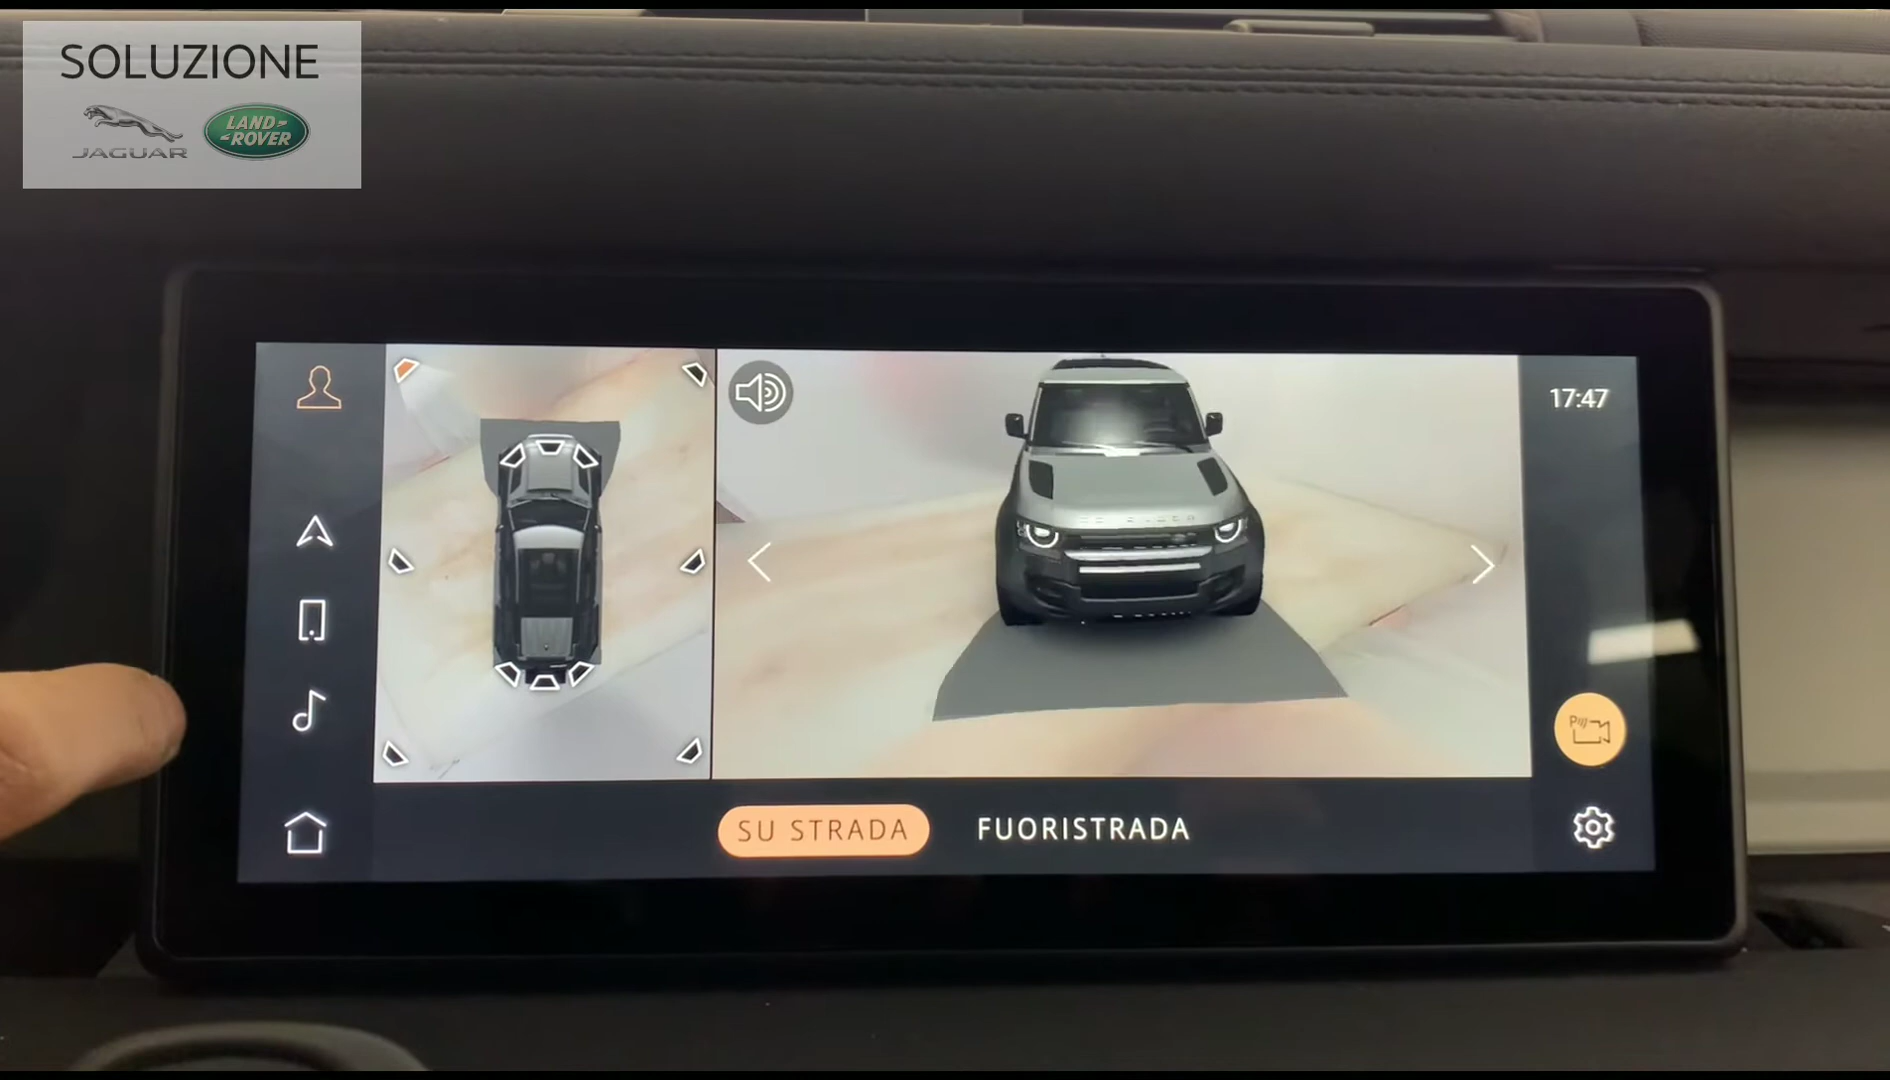 SOLUZIONE
JAGUAR
LAND
ROVER
17:47
P
SU STRADA
FUORISTRADA